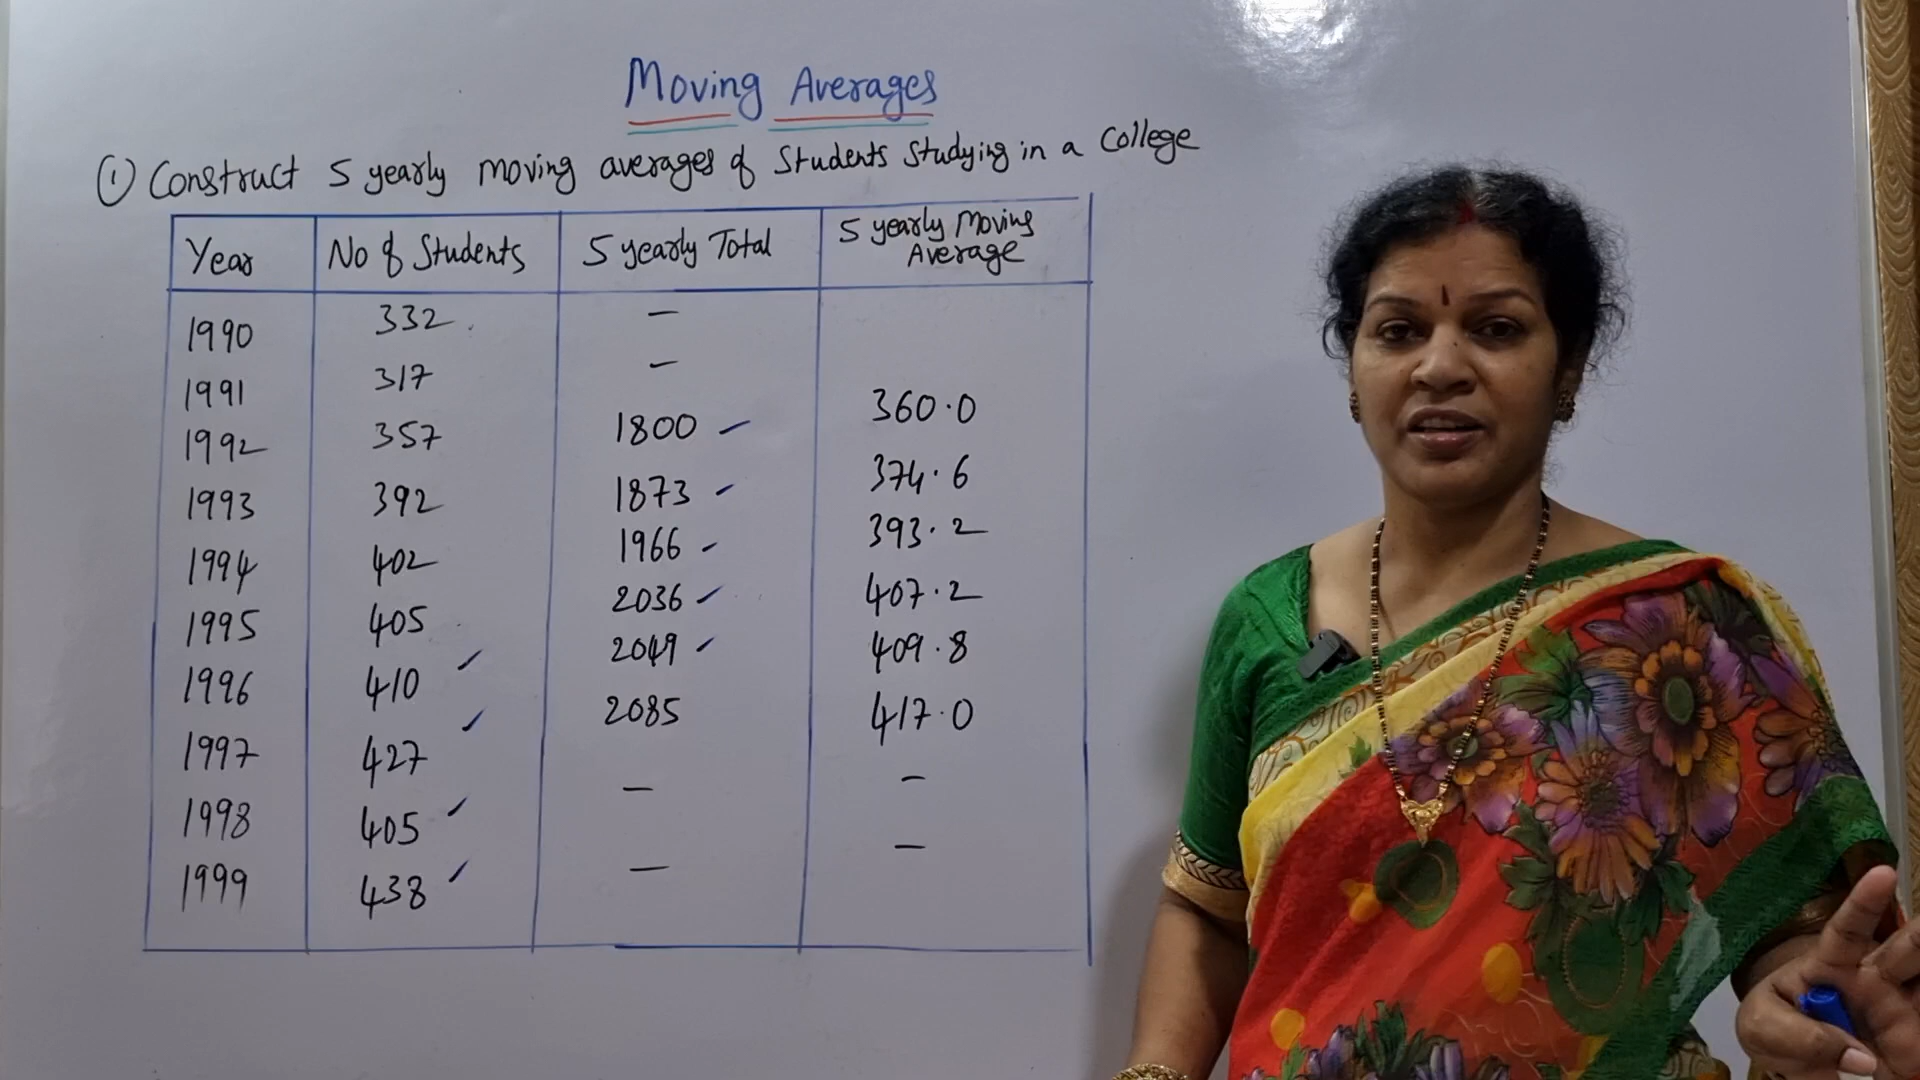 Moving Averages
① Construct 5 yearly moving averages of Students Studying in a College
Year No of Students 5 yearly Total 5 yearly Moving Average
1990 332 —
1991 317 —
1992 357 1800 360.0
1993 392 1873 374.6
1994 402 1966 393.2
1995 405 2036 407.2
1996 410 2049 409.8
1997 427 2085 417.0
1998 405 — —
1999 438 — —